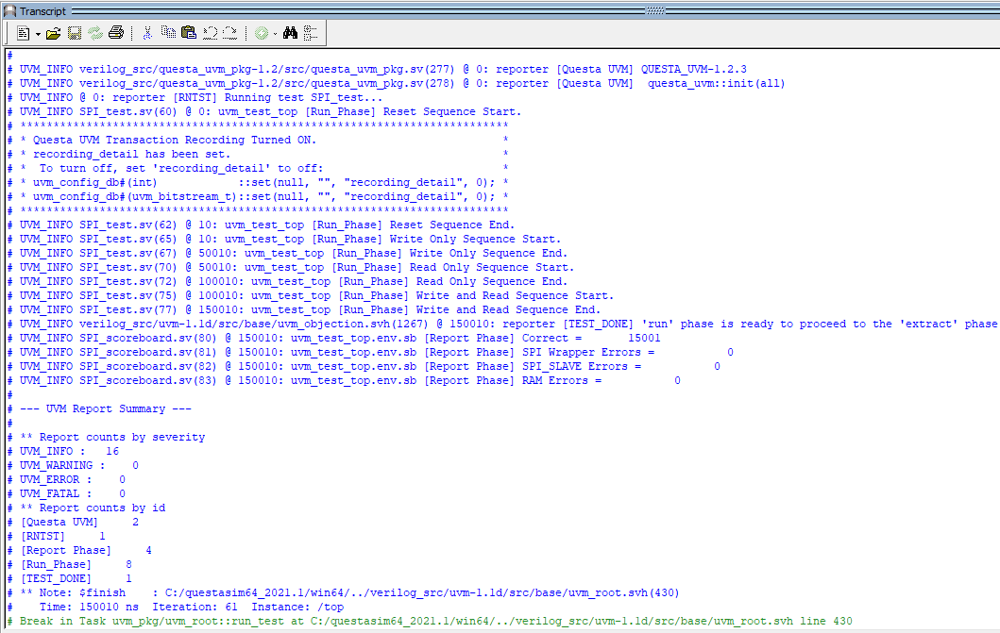 Transcript
#
# UVM_INFO verilog_src/questa_uvm_pkg-1.2/src/questa_uvm_pkg.sv(277) @ 0: reporter [Questa UVM] QUESTA_UVM-1.2.3
# UVM_INFO verilog_src/questa_uvm_pkg-1.2/src/questa_uvm_pkg.sv(278) @ 0: reporter [Questa UVM]  questa_uvm::init(all)
# UVM_INFO @ 0: reporter [RNTST] Running test SPI_test...
# UVM_INFO SPI_test.sv(60) @ 0: uvm_test_top [Run_Phase] Reset Sequence Start.
# **************************************************************************
# * Questa UVM Transaction Recording Turned ON.                            *
# * recording_detail has been set.                                         *
# *  To turn off, set 'recording_detail' to off:                           *
# * uvm_config_db#(int)            ::set(null, "", "recording_detail", 0); *
# * uvm_config_db#(uvm_bitstream_t)::set(null, "", "recording_detail", 0); *
# **************************************************************************
# UVM_INFO SPI_test.sv(62) @ 10: uvm_test_top [Run_Phase] Reset Sequence End.
# UVM_INFO SPI_test.sv(65) @ 10: uvm_test_top [Run_Phase] Write Only Sequence Start.
# UVM_INFO SPI_test.sv(67) @ 50010: uvm_test_top [Run_Phase] Write Only Sequence End.
# UVM_INFO SPI_test.sv(70) @ 50010: uvm_test_top [Run_Phase] Read Only Sequence Start.
# UVM_INFO SPI_test.sv(72) @ 100010: uvm_test_top [Run_Phase] Read Only Sequence End.
# UVM_INFO SPI_test.sv(75) @ 100010: uvm_test_top [Run_Phase] Write and Read Sequence Start.
# UVM_INFO SPI_test.sv(77) @ 150010: uvm_test_top [Run_Phase] Write and Read Sequence End.
# UVM_INFO verilog_src/uvm-1.1d/src/base/uvm_objection.svh(1267) @ 150010: reporter [TEST_DONE] 'run' phase is ready to proceed to the 'extract' phase
# UVM_INFO SPI_scoreboard.sv(80) @ 150010: uvm_test_top.env.sb [Report Phase] Correct =       15001
# UVM_INFO SPI_scoreboard.sv(81) @ 150010: uvm_test_top.env.sb [Report Phase] SPI Wrapper Errors =           0
# UVM_INFO SPI_scoreboard.sv(82) @ 150010: uvm_test_top.env.sb [Report Phase] SPI_SLAVE Errors =           0
# UVM_INFO SPI_scoreboard.sv(83) @ 150010: uvm_test_top.env.sb [Report Phase] RAM Errors =           0
#
# --- UVM Report Summary ---
#
# ** Report counts by severity
# UVM_INFO :   16
# UVM_WARNING :    0
# UVM_ERROR :    0
# UVM_FATAL :    0
# ** Report counts by id
# [Questa UVM]     2
# [RNTST]     1
# [Report Phase]     4
# [Run_Phase]     8
# [TEST_DONE]     1
# ** Note: $finish    : C:/questasim64_2021.1/win64/../verilog_src/uvm-1.1d/src/base/uvm_root.svh(430)
#    Time: 150010 ns  Iteration: 61  Instance: /top
# Break in Task uvm_pkg/uvm_root::run_test at C:/questasim64_2021.1/win64/../verilog_src/uvm-1.1d/src/base/uvm_root.svh line 430